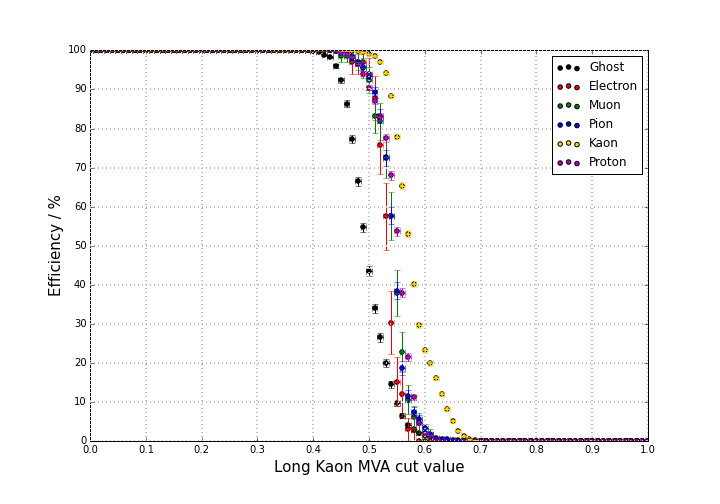 100
90
80
70
60
50
40
30
20
10
0
Efficiency / %
Ghost
Electron
Muon
Pion
Kaon
Proton
0.0 0.1 0.2 0.3 0.4 0.5 0.6 0.7 0.8 0.9 1.0
Long Kaon MVA cut value